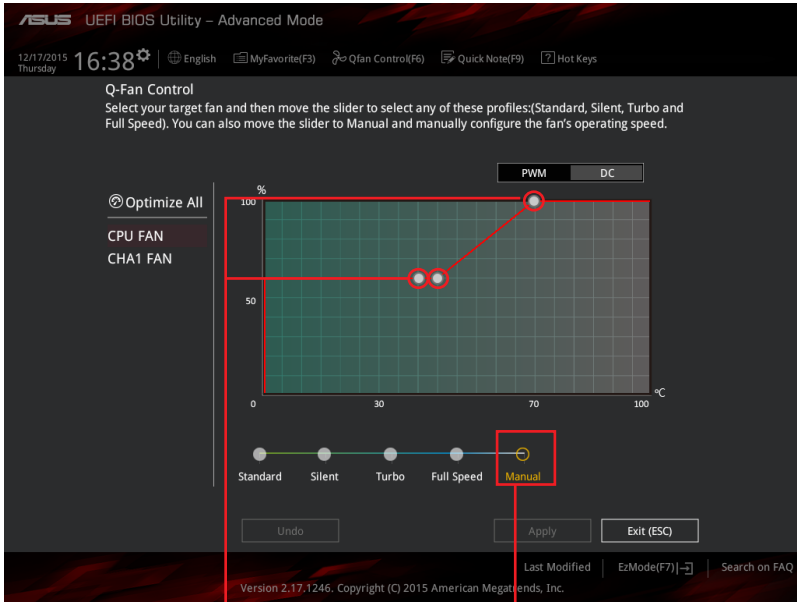 ASUS UEFI BIOS Utility – Advanced Mode
12/17/2015 16:38 English MyFavorite(F3) Qfan Control(F6) Quick Note(F9) ? Hot Keys
Thursday
Q-Fan Control
Select your target fan and then move the slider to select any of these profiles:(Standard, Silent, Turbo and
Full Speed). You can also move the slider to Manual and manually configure the fan's operating speed.
PWM DC
Optimize All
CPU FAN
CHA1 FAN
%
100
50
0 30 70 100
°C
Standard Silent Turbo Full Speed Manual
Undo Apply Exit (ESC)
Last Modified EzMode(F7) Search on FAQ
Version 2.17.1246. Copyright (C) 2015 American Megatrends, Inc.